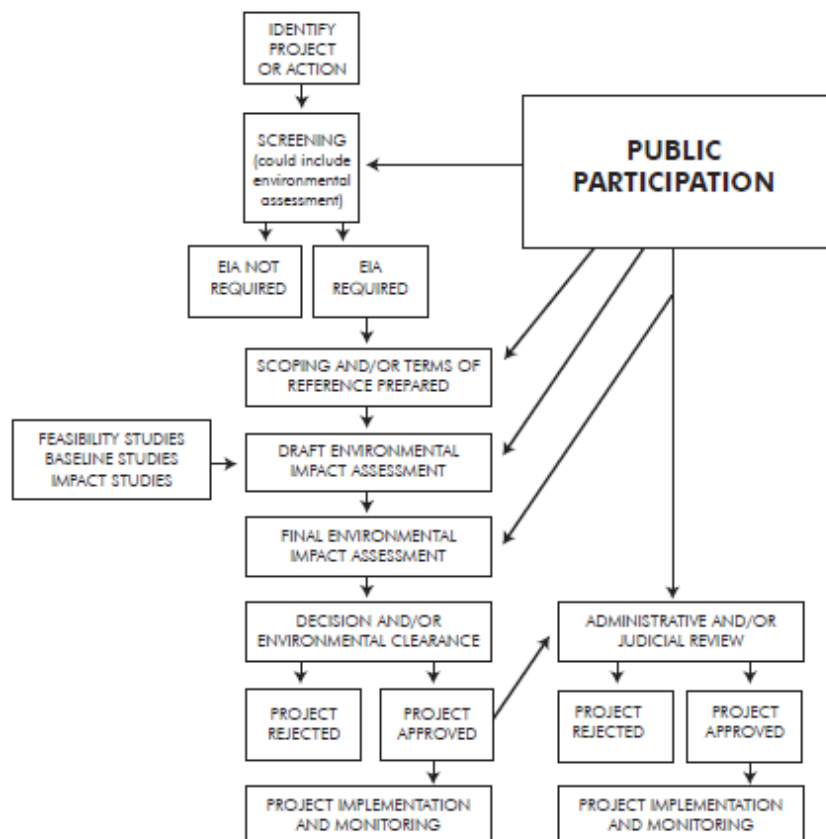 IDENTIFY
PROJECT
OR ACTION
SCREENING
(could include
environmental
assessment)
PUBLIC
PARTICIPATION
EIA NOT
REQUIRED
EIA
REQUIRED
SCOPING AND/OR TERMS OF
REFERENCE PREPARED
FEASIBILITY STUDIES
BASELINE STUDIES
IMPACT STUDIES
DRAFT ENVIRONMENTAL
IMPACT ASSESSMENT
FINAL ENVIRONMENTAL
IMPACT ASSESSMENT
DECISION AND/OR
ENVIRONMENTAL CLEARANCE
ADMINISTRATIVE AND/OR
JUDICIAL REVIEW
PROJECT
REJECTED
PROJECT
APPROVED
PROJECT
REJECTED
PROJECT
APPROVED
PROJECT IMPLEMENTATION
AND MONITORING
PROJECT IMPLEMENTATION
AND MONITORING